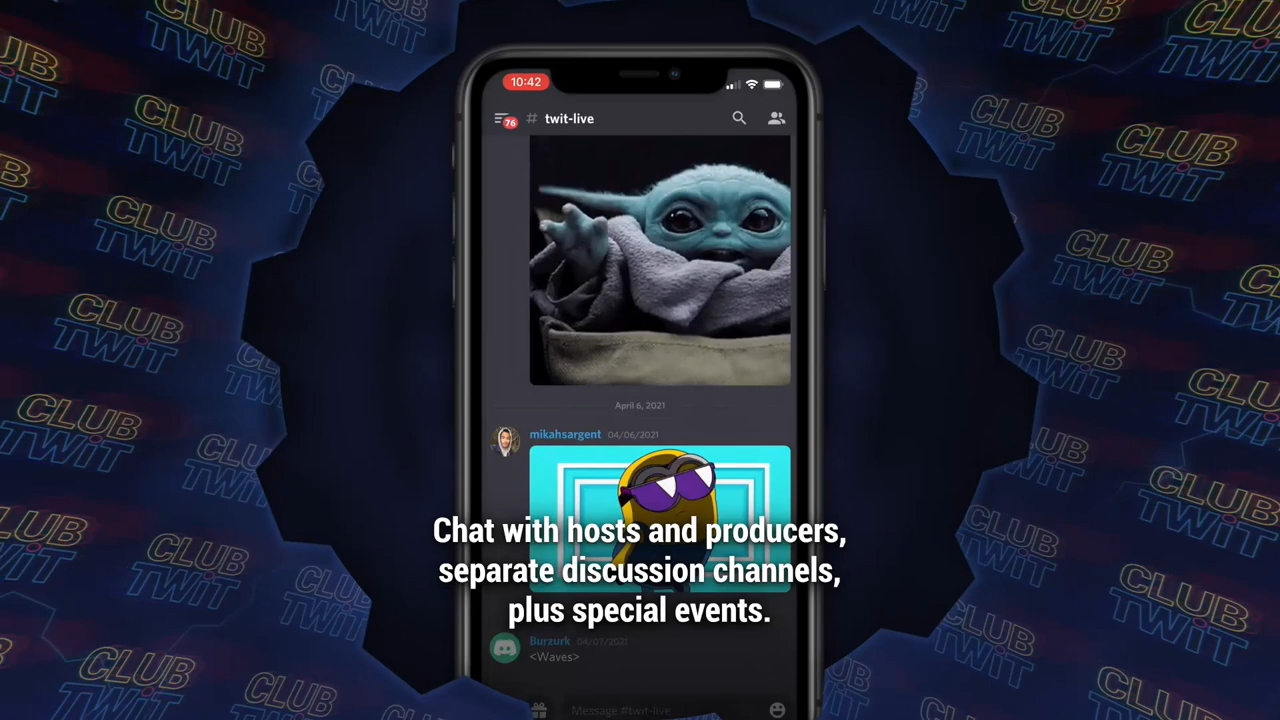 CLUB
TWiT
10:42
76
# twit-live
April 6, 2021
mikahsargent 04/06/2021
Chat with hosts and producers,
separate discussion channels,
plus special events.
Burzurk 04/07/2021
<Waves>
Message #twit-live